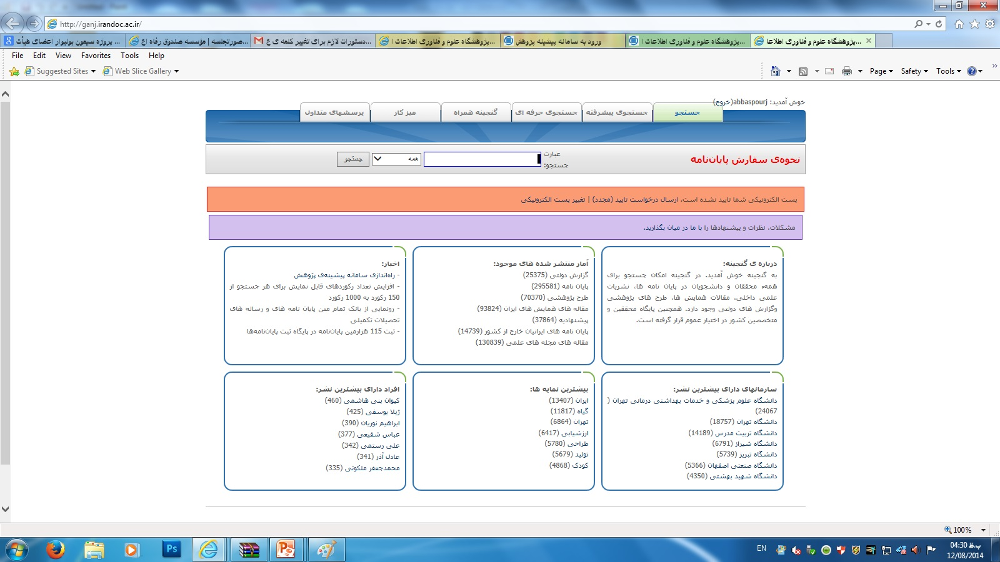 http://ganj.irandoc.ac.ir/
پروژه سیمون بولیوار اعضای هیأت ...
صورتجلسه | مؤسسه صندوق رفاه اع...
دستورات لازم برای تغییر کلمه ی ع...
پژوهشگاه علوم و فناوری اطلاعات ا...
ورود به سامانه پیشینه پژوهش
پژوهشگاه علوم و فناوری اطلاعات ا...
پژوهشگاه علوم و فناوری اطلاعا...
File Edit View Favorites Tools Help
Suggested Sites Web Slice Gallery
Page Safety Tools
خوش آمدید: abbaspourj(خروج)
جستجو
جستجوی پیشرفته
جستجوی حرفه ای
گنجینه همراه
میز کار
پرسشهای متداول
نحوه‌ی سفارش پایان‌نامه
عبارت
جستجو:
همه
جستجو
پست الکترونیکی شما تایید نشده است. ارسال درخواست تایید (مجدد) | تغییر پست الکترونیکی
مشکلات، نظرات و پیشنهادها را با ما در میان بگذارید.
درباره ی گنجینه:
به گنجینه خوش آمدید. در گنجینه امکان جستجو برای
همهء محققان و دانشجویان در پایان نامه ها، نشریات
علمی داخلی، مقالات همایش ها، طرح های پژوهشی
وگزارش های دولتی وجود دارد. همچنین پایگاه محققین و
متخصصین کشور در اختیار عموم قرار گرفته است.
آمار منتشر شده های موجود:
گزارش دولتی (25375)
پایان نامه (295581)
طرح پژوهشی (70370)
مقاله های همایش های ایران (93824)
پیشنهادیه (37864)
پایان نامه های ایرانیان خارج از کشور (14739)
مقاله های مجله های علمی (130839)
اخبار:
- راه‌اندازی سامانه پیشینه‌ی پژوهش
- افزایش تعداد رکوردهای قابل نمایش برای هر جستجو از
150 رکورد به 1000 رکورد
- رونمایی از بانک تمام متن پایان نامه های و رساله های
تحصیلات تکمیلی
- ثبت 115 هزارمین پایان‌نامه در پایگاه ثبت پایان‌نامه‌ها
سازمانهای دارای بیشترین نشر:
دانشگاه علوم پزشکی و خدمات بهداشتی درمانی تهران (
24067)
دانشگاه تهران (18757)
دانشگاه تربیت مدرس (14189)
دانشگاه شیراز (6791)
دانشگاه تبریز (5739)
دانشگاه صنعتی اصفهان (5366)
دانشگاه شهید بهشتی (4350)
بیشترین نمایه ها:
ایران (13407)
گیاه (11817)
تهران (6864)
ارزشیابی (6417)
طراحی (5780)
تولید (5679)
کودک (4868)
افراد دارای بیشترین نشر:
کیوان بنی هاشمی (460)
ژیلا یوسفی (425)
ابراهیم نوریان (390)
عباس شفیعی (377)
علی رستمی (342)
عادل آذر (341)
محمدجعفر ملکوتی (335)
100%
Ps
EN
04:30 ب.ظ
12/08/2014